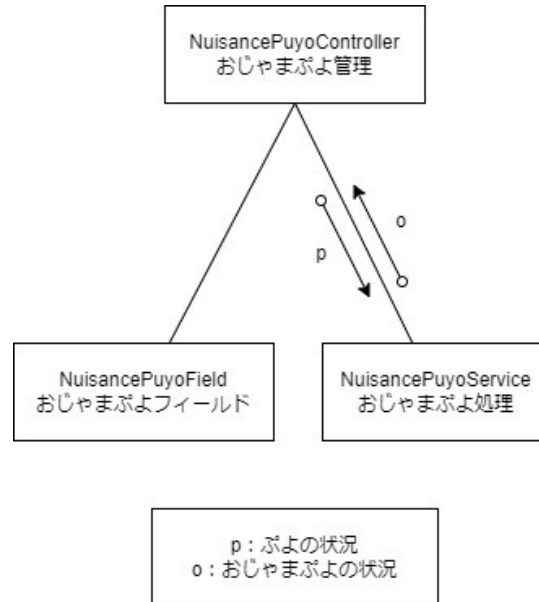 NuisancePuyoController
おじゃまぷよ管理
o
p
NuisancePuyoField
おじゃまぷよフィールド
NuisancePuyoService
おじゃまぷよ処理
p：ぷよの状況
o：おじゃまぷよの状況